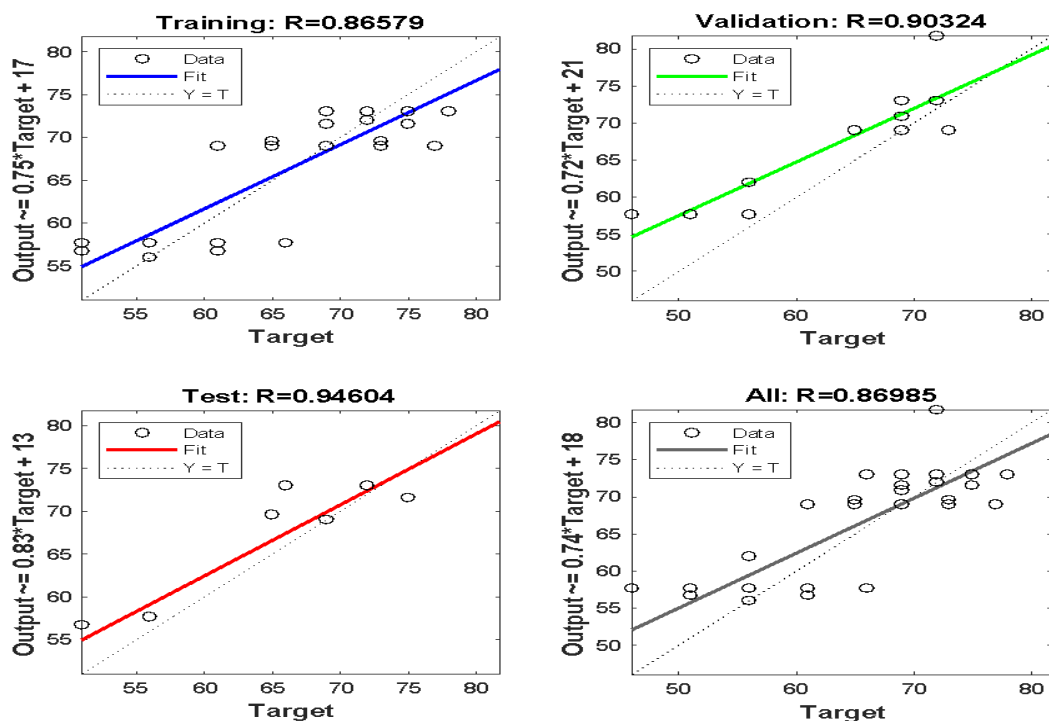 Training: R=0.86579
Output ~= 0.75*Target + 17
80
75
70
65
60
55
Data
Fit
Y = T
55
60
65
70
75
80
Target
Validation: R=0.90324
Output ~= 0.72*Target + 21
80
75
70
65
60
55
50
Data
Fit
Y = T
50
60
70
80
Target
Test: R=0.94604
Output ~= 0.83*Target + 13
80
75
70
65
60
55
Data
Fit
Y = T
55
60
65
70
75
80
Target
All: R=0.86985
Output ~= 0.74*Target + 18
80
75
70
65
60
55
50
Data
Fit
Y = T
50
60
70
80
Target